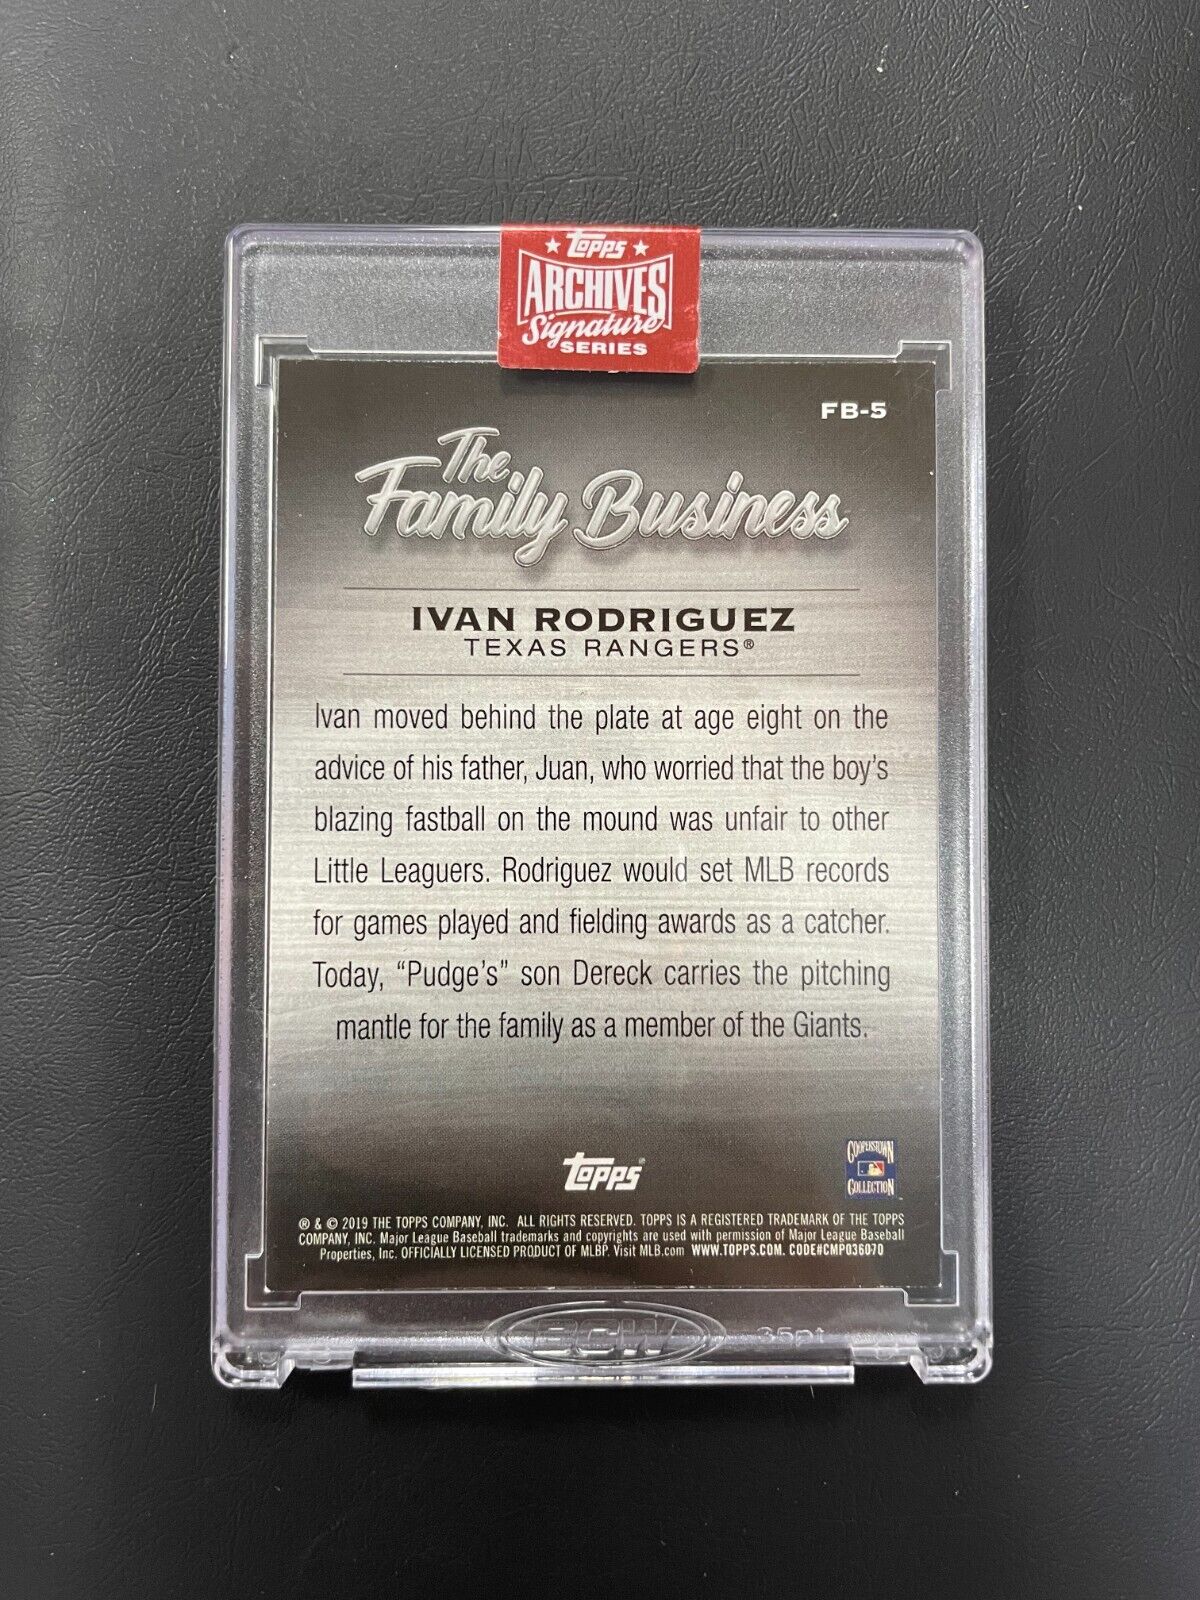 ★ Topps ★
ARCHIVES
Signature
SERIES
FB-5
The
Family Business
IVAN RODRIGUEZ
TEXAS RANGERS®
Ivan moved behind the plate at age eight on the
advice of his father, Juan, who worried that the boy's
blazing fastball on the mound was unfair to other
Little Leaguers. Rodriguez would set MLB records
for games played and fielding awards as a catcher.
Today, “Pudge’s” son Dereck carries the pitching
mantle for the family as a member of the Giants.
Topps®
COOPERSTOWN
COLLECTION
® & © 2019 THE TOPPS COMPANY, INC. ALL RIGHTS RESERVED. TOPPS IS A REGISTERED TRADEMARK OF THE TOPPS
COMPANY, INC. Major League Baseball trademarks and copyrights are used with permission of Major League Baseball
Properties, Inc. OFFICIALLY LICENSED PRODUCT OF MLBP. Visit MLB.com WWW.TOPPS.COM. CODE#CMP036070
BCW 35pt